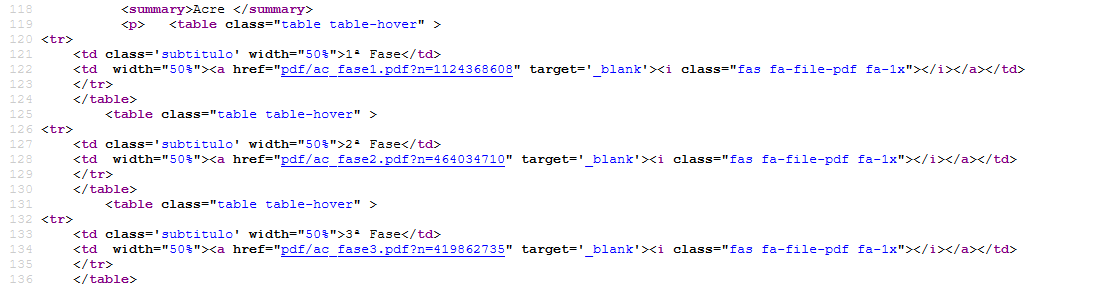 118 <summary>Acre </summary>
119 <p> <table class="table table-hover" >
120 <tr>
121 <td class='subtitulo' width="50%">1ª Fase</td>
122 <td width="50%"><a href="pdf/ac_fase1.pdf?n=1124368608" target='_blank'><i class="fas fa-file-pdf fa-1x"></i></a></td>
123 </tr>
124 </table>
125 <table class="table table-hover" >
126 <tr>
127 <td class='subtitulo' width="50%">2ª Fase</td>
128 <td width="50%"><a href="pdf/ac_fase2.pdf?n=464034710" target='_blank'><i class="fas fa-file-pdf fa-1x"></i></a></td>
129 </tr>
130 </table>
131 <table class="table table-hover" >
132 <tr>
133 <td class='subtitulo' width="50%">3ª Fase</td>
134 <td width="50%"><a href="pdf/ac_fase3.pdf?n=419862735" target='_blank'><i class="fas fa-file-pdf fa-1x"></i></a></td>
135 </tr>
136 </table>